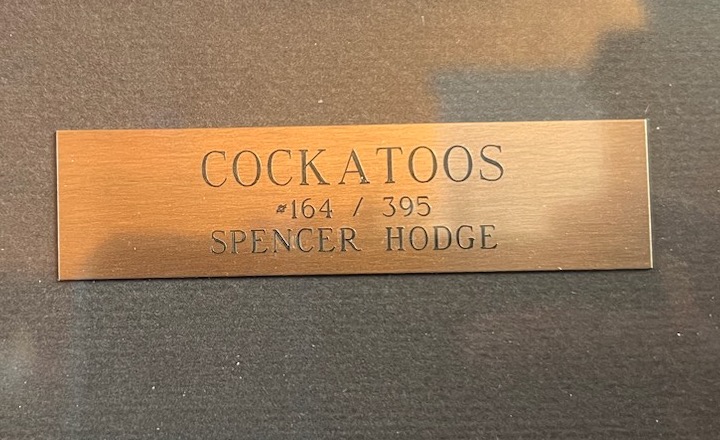 COCKATOOS
#164 / 395
SPENCER HODGE